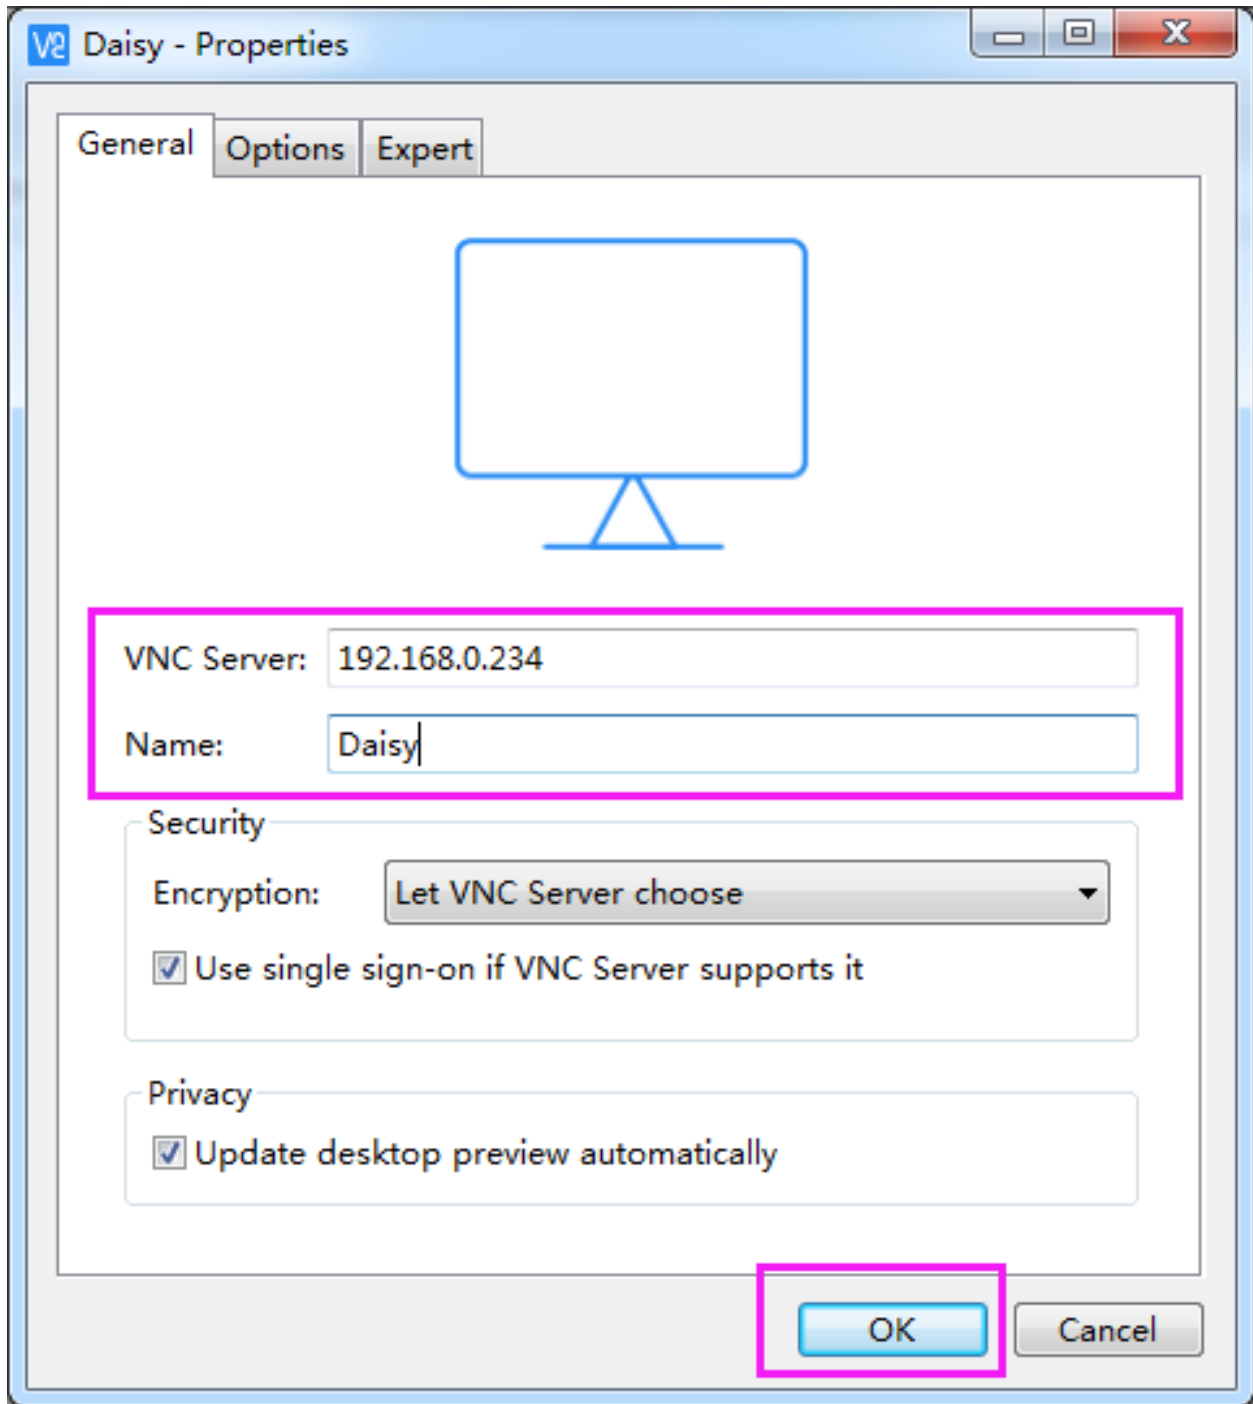 V2 Daisy - Properties
General Options Expert
VNC Server: 192.168.0.234
Name: Daisy
Security
Encryption: Let VNC Server choose
Use single sign-on if VNC Server supports it
Privacy
Update desktop preview automatically
OK Cancel